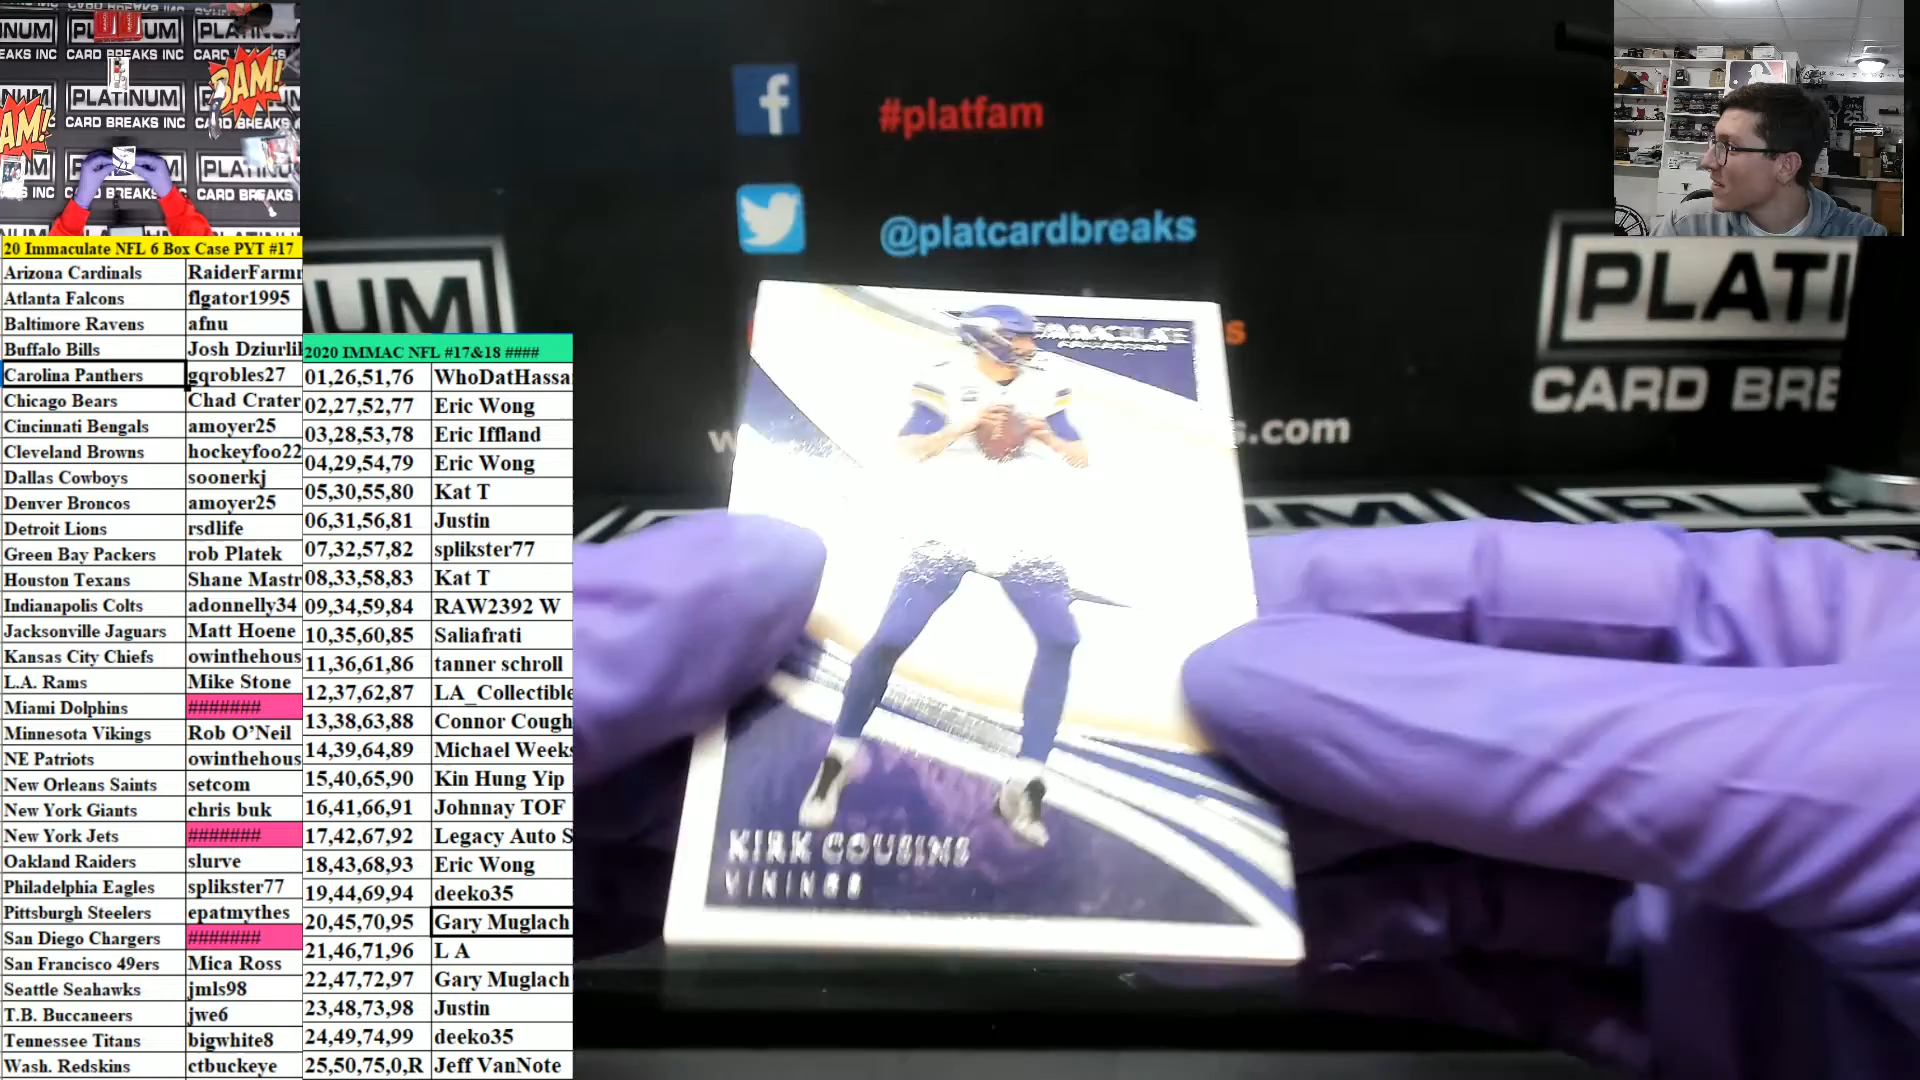 PLATINUM
CARD BREAKS INC
BAM!
20 Immaculate NFL 6 Box Case PYT #17
Arizona Cardinals RaiderFarmr
Atlanta Falcons flgator1995
Baltimore Ravens afnu
Buffalo Bills Josh Dziurlil
Carolina Panthers gqrobles27
Chicago Bears Chad Crater
Cincinnati Bengals amoyer25
Cleveland Browns hockeyfoo22
Dallas Cowboys soonerkj
Denver Broncos amoyer25
Detroit Lions rsdlife
Green Bay Packers rob Platek
Houston Texans Shane Mastr
Indianapolis Colts adonnelly34
Jacksonville Jaguars Matt Hoene
Kansas City Chiefs owinthehous
L.A. Rams Mike Stone
Miami Dolphins #######
Minnesota Vikings Rob O’Neil
NE Patriots owinthehous
New Orleans Saints setcom
New York Giants chris buk
New York Jets #######
Oakland Raiders slurve
Philadelphia Eagles splikster77
Pittsburgh Steelers epatmythes
San Diego Chargers #######
San Francisco 49ers Mica Ross
Seattle Seahawks jmls98
T.B. Buccaneers jwe6
Tennessee Titans bigwhite8
Wash. Redskins ctbuckeye
2020 IMMAC NFL #17&18 ####
01,26,51,76 WhoDatHassa
02,27,52,77 Eric Wong
03,28,53,78 Eric Iffland
04,29,54,79 Eric Wong
05,30,55,80 Kat T
06,31,56,81 Justin
07,32,57,82 splikster77
08,33,58,83 Kat T
09,34,59,84 RAW2392 W
10,35,60,85 Saliafrati
11,36,61,86 tanner schroll
12,37,62,87 LA_Collectible
13,38,63,88 Connor Cough
14,39,64,89 Michael Weeks
15,40,65,90 Kin Hung Yip
16,41,66,91 Johnnay TOF
17,42,67,92 Legacy Auto S
18,43,68,93 Eric Wong
19,44,69,94 deeko35
20,45,70,95 Gary Muglach
21,46,71,96 L A
22,47,72,97 Gary Muglach
23,48,73,98 Justin
24,49,74,99 deeko35
25,50,75,0,R Jeff VanNote
#platfam
@platcardbreaks
s.com
UM
PLATI
CARD BRE
IMMACULATE
COLLECTION
KIRK COUSINS
VIKINGS